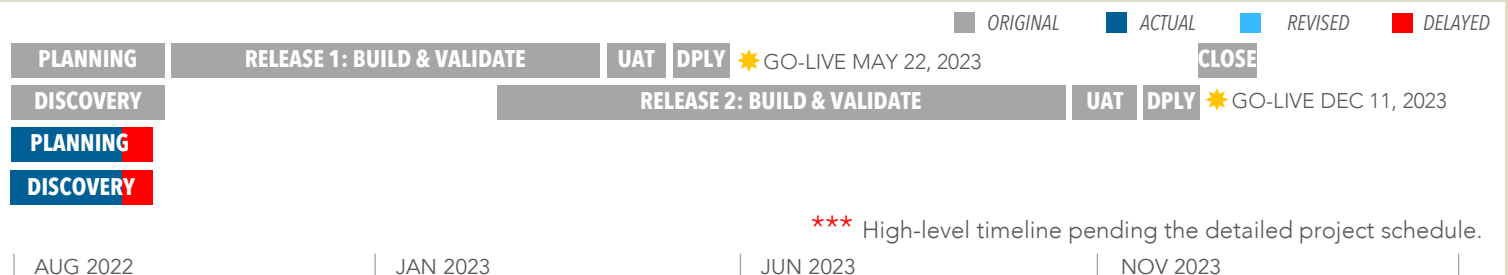 ORIGINAL ACTUAL REVISED DELAYED
PLANNING RELEASE 1: BUILD & VALIDATE UAT DPLY GO-LIVE MAY 22, 2023 CLOSE
DISCOVERY RELEASE 2: BUILD & VALIDATE UAT DPLY GO-LIVE DEC 11, 2023
PLANNING
DISCOVERY
*** High-level timeline pending the detailed project schedule.
AUG 2022 JAN 2023 JUN 2023 NOV 2023